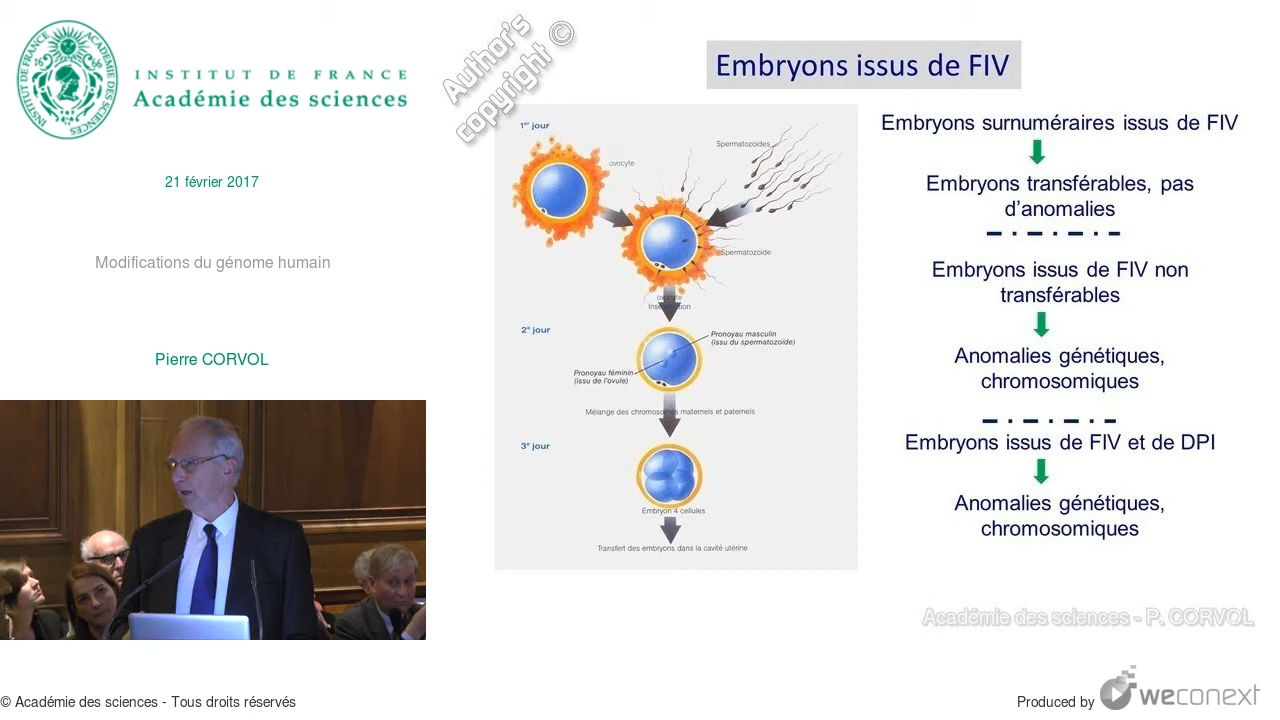 INSTITUT DE FRANCE
Académie des sciences
21 février 2017
Modifications du génome humain
Pierre CORVOL
Author's
copyright ©
Embryons issus de FIV
1er jour
ovocyte
Spermatozoïdes
Spermatozoïde
2e jour
Pronoyau masculin
(issu du spermatozoïde)
Pronoyau féminin
(issu de l'ovule)
Mélange des chromosomes maternels et paternels
3e jour
Embryon 4 cellules
Transfert des embryons dans la cavité utérine
Embryons surnuméraires issus de FIV
Embryons transférables, pas
d'anomalies
Embryons issus de FIV non
transférables
Anomalies génétiques,
chromosomiques
Embryons issus de FIV et de DPI
Anomalies génétiques,
chromosomiques
Académie des sciences - P. CORVOL
© Académie des sciences - Tous droits réservés
Produced by
weconext